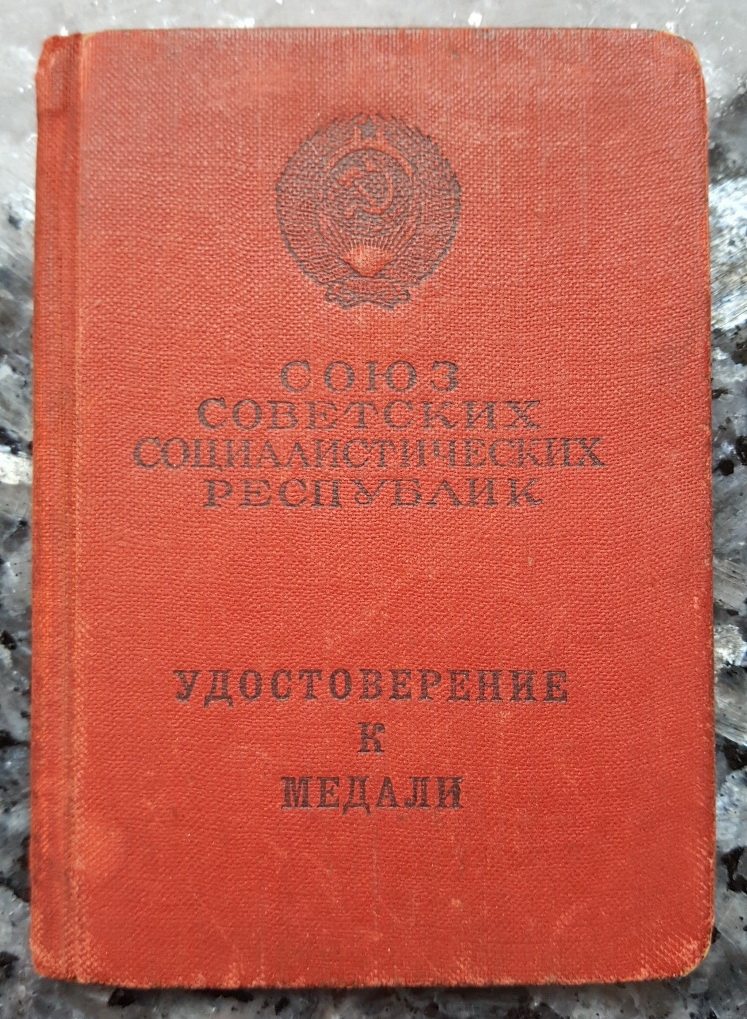 СОЮЗ
СОВЕТСКИХ
СОЦИАЛИСТИЧЕСКИХ
РЕСПУБЛИК
УДОСТОВЕРЕНИЕ
К
МЕДАЛИ